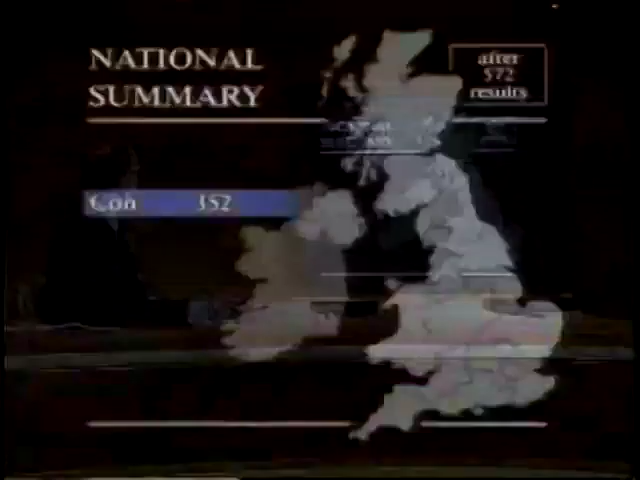 NATIONAL
SUMMARY
after
572
results
Con 352